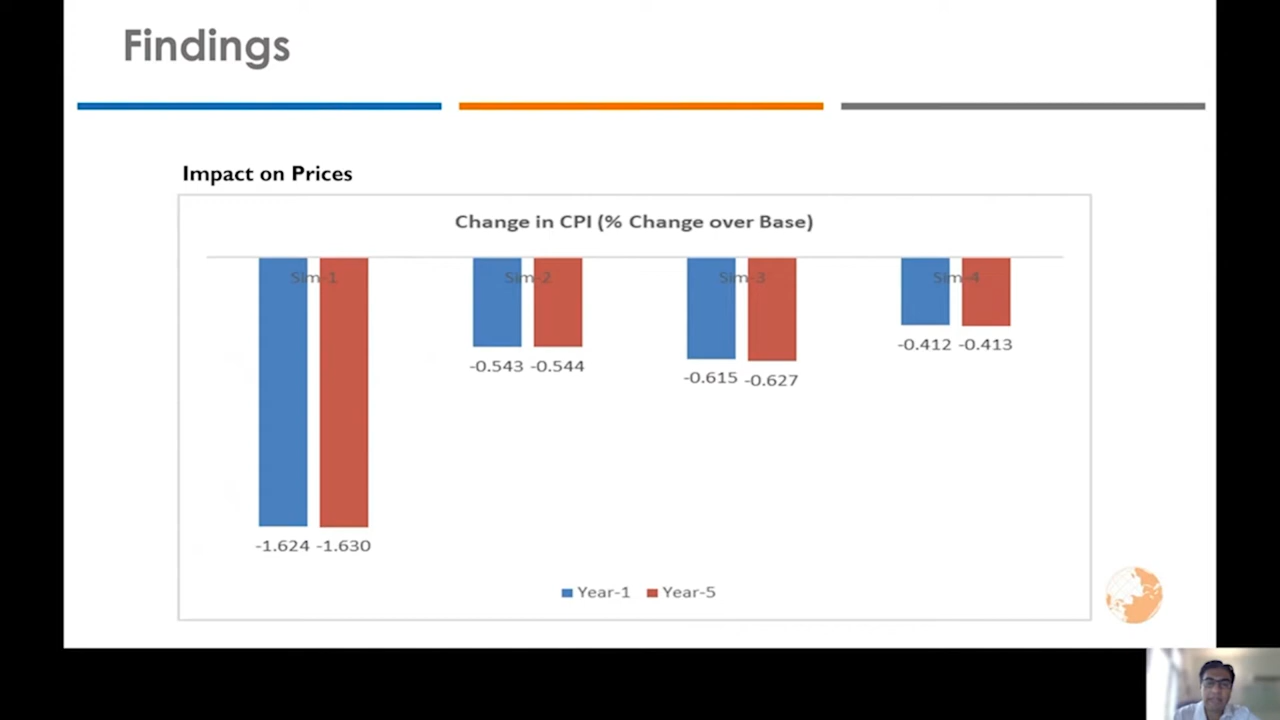 Findings
Impact on Prices
Change in CPI (% Change over Base)
Sim-1 Sim-2 Sim-3 Sim-4
-0.412 -0.413
-0.543 -0.544
-0.615 -0.627
-1.624 -1.630
Year-1 Year-5